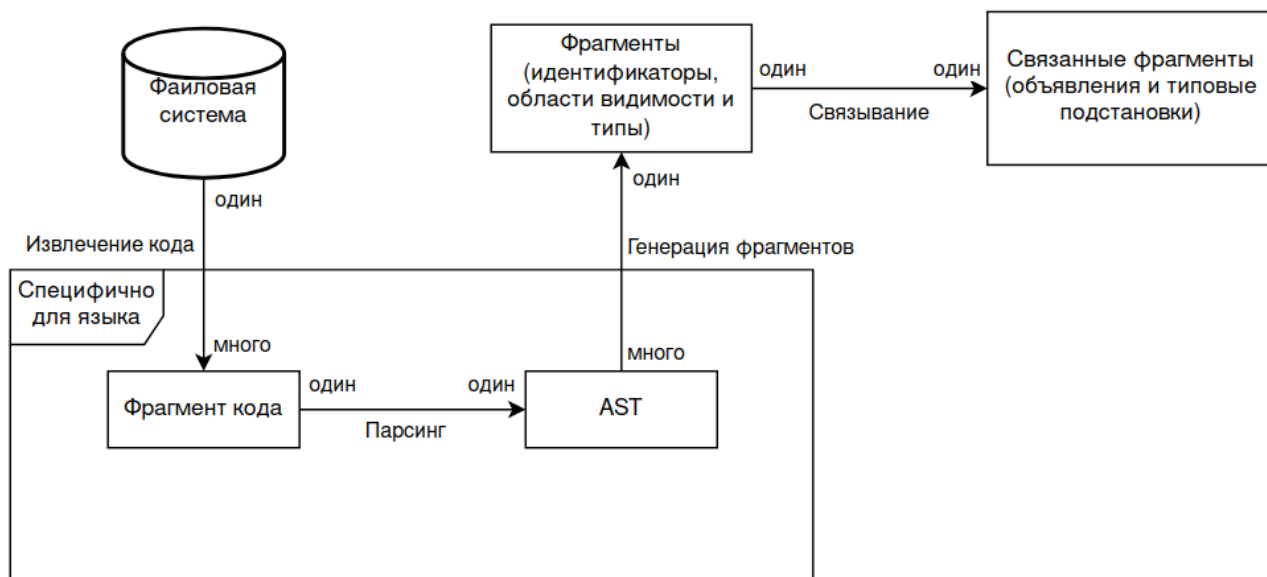 Файловая
система
один
Извлечение кода
Специфично
для языка
много
Фрагмент кода
один
один
Парсинг
AST
много
Генерация фрагментов
один
Фрагменты
(идентификаторы,
области видимости и
типы)
один
один
Связывание
Связанные фрагменты
(объявления и типовые
подстановки)